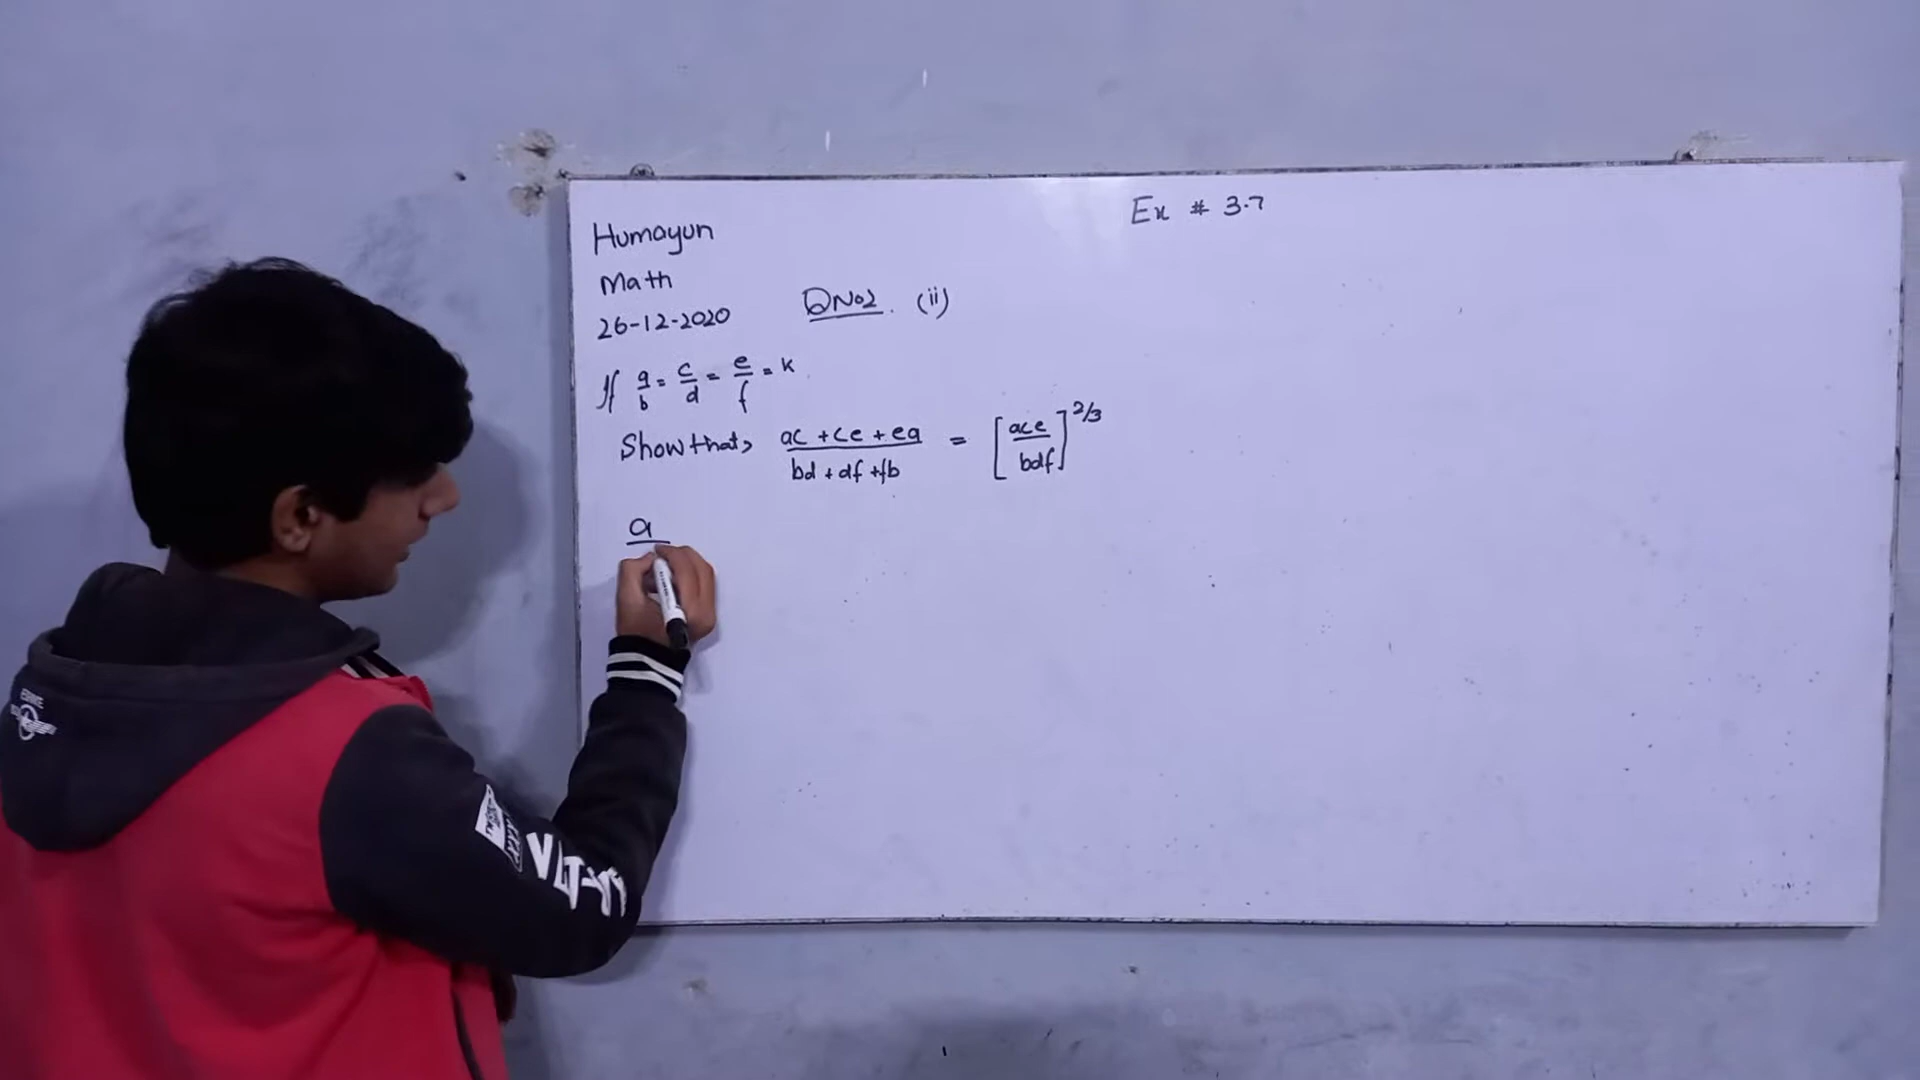 Ex # 3.7
Humayun
Math
26-12-2020
QNo2. (ii)
If a/b = c/d = e/f = k
Show that, ac + ce + ea / bd + df + fb = [ace / bdf]^2/3
a